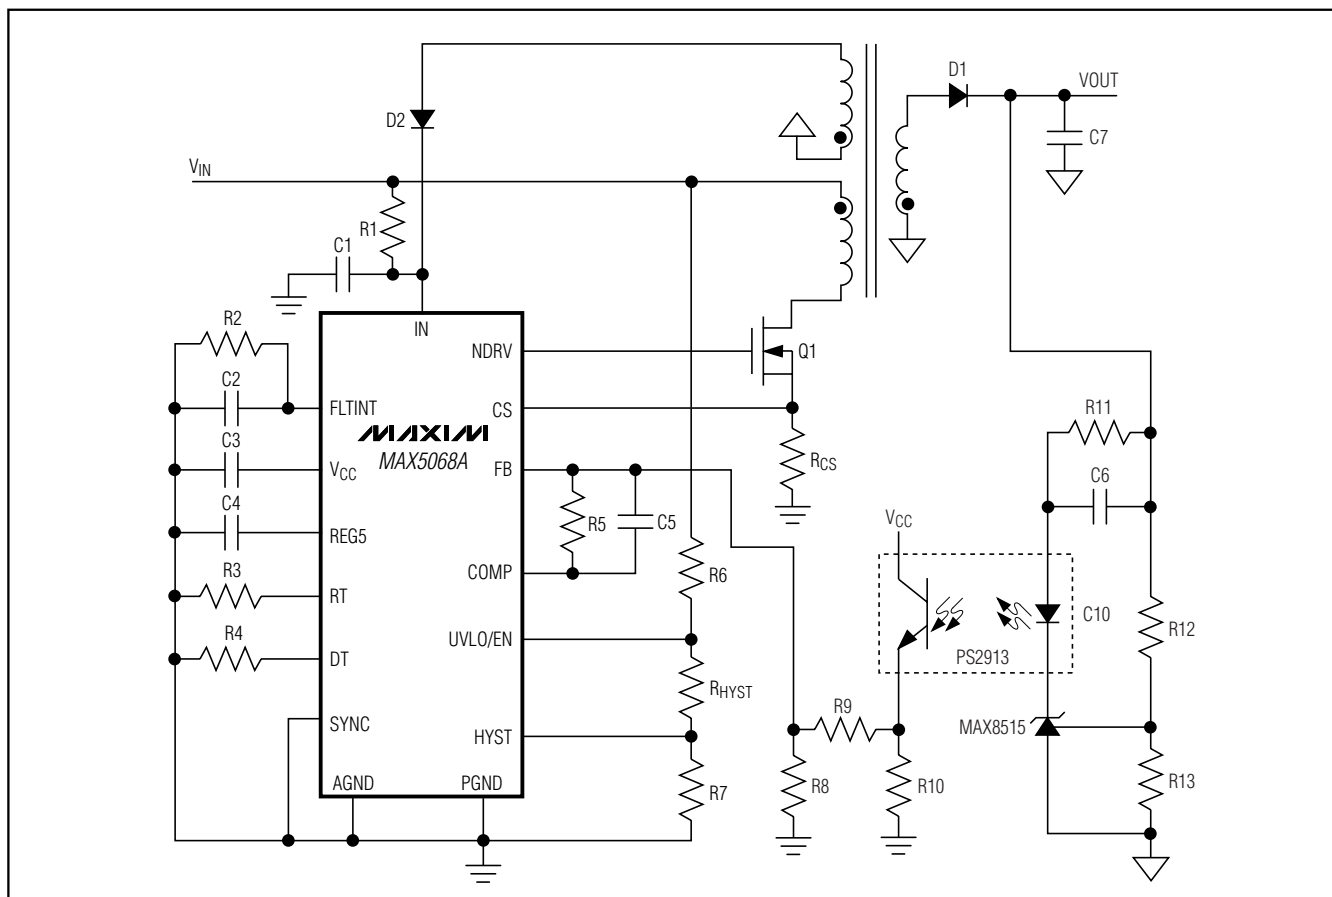 D1
VOUT
D2
C7
VIN
R1
C1
R2
IN
NDRV
Q1
C2
FLTINT
CS
MAXIM
MAX5068A
R11
C3
VCC
FB
RCS
C6
C4
REG5
R5
C5
VCC
R3
RT
COMP
R6
C10
R4
DT
UVLO/EN
PS2913
R12
RHYST
SYNC
HYST
R9
MAX8515
AGND
PGND
R7
R8
R10
R13